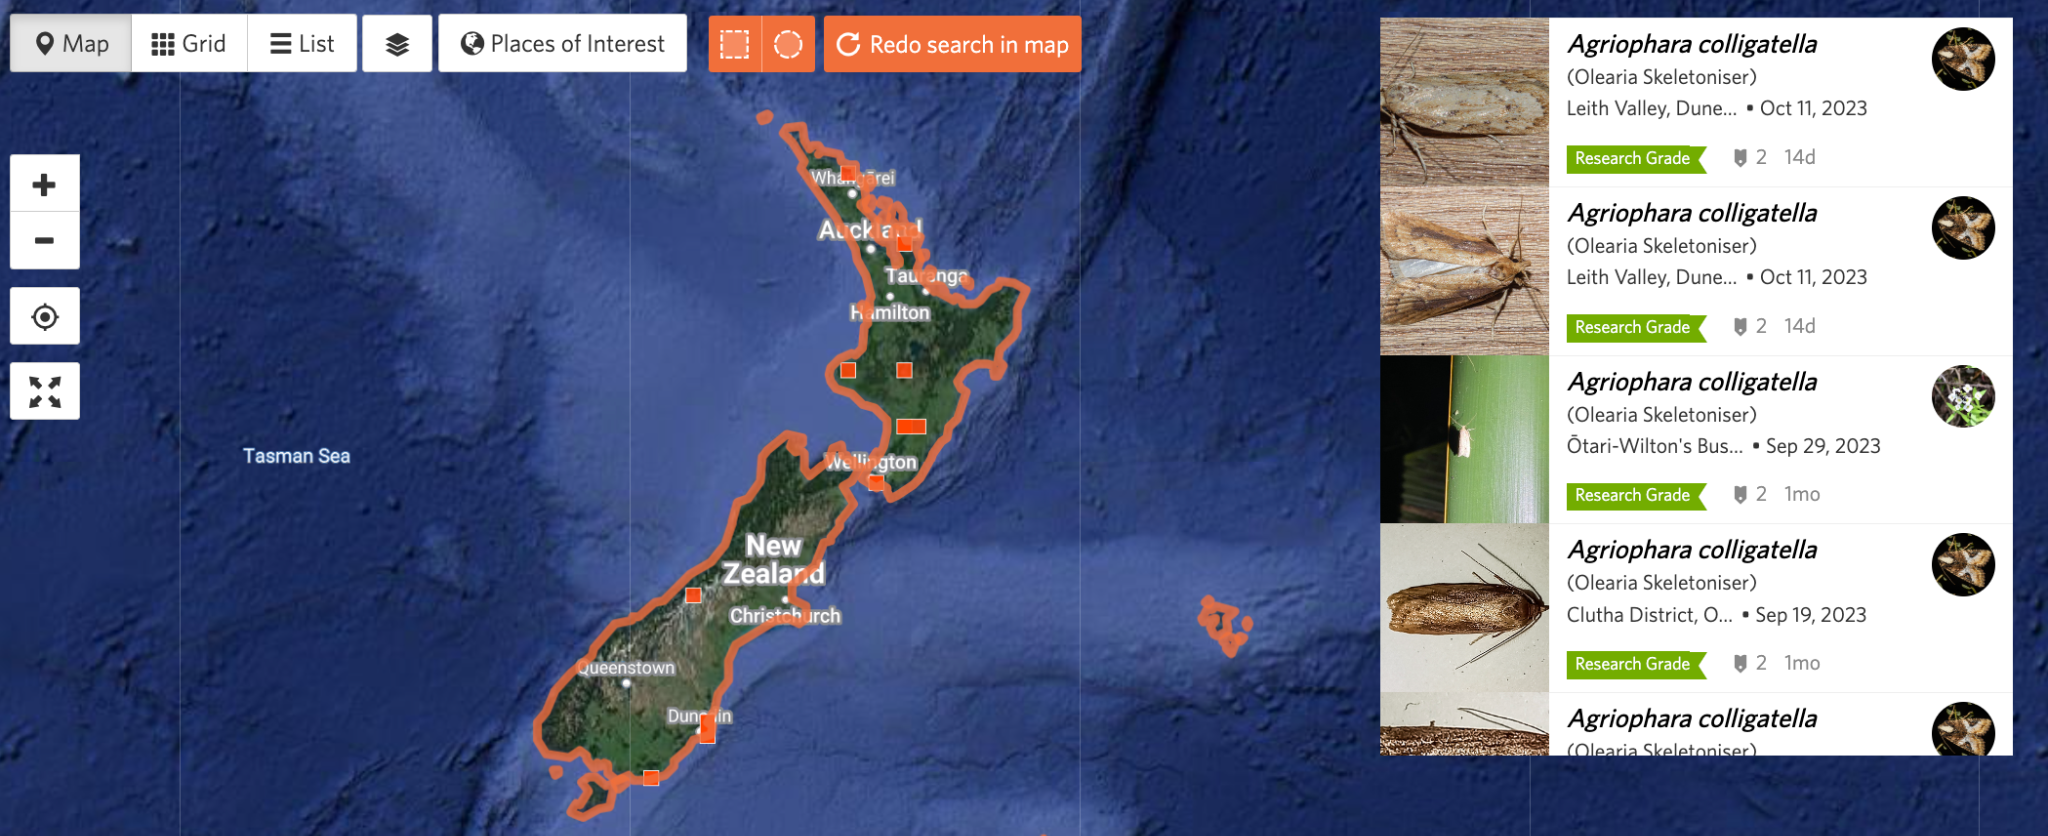 Map
Grid
List
Places of Interest
Redo search in map
Whangārei
Auckland
Tauranga
Hamilton
Tasman Sea
Wellington
New
Zealand
Christchurch
Queenstown
Dunedin
Agriophara colligatella
(Olearia Skeletoniser)
Leith Valley, Dune... • Oct 11, 2023
Research Grade 2 14d
Agriophara colligatella
(Olearia Skeletoniser)
Leith Valley, Dune... • Oct 11, 2023
Research Grade 2 14d
Agriophara colligatella
(Olearia Skeletoniser)
Ōtari-Wilton's Bus... • Sep 29, 2023
Research Grade 2 1mo
Agriophara colligatella
(Olearia Skeletoniser)
Clutha District, O... • Sep 19, 2023
Research Grade 2 1mo
Agriophara colligatella
(Olearia Skeletoniser)